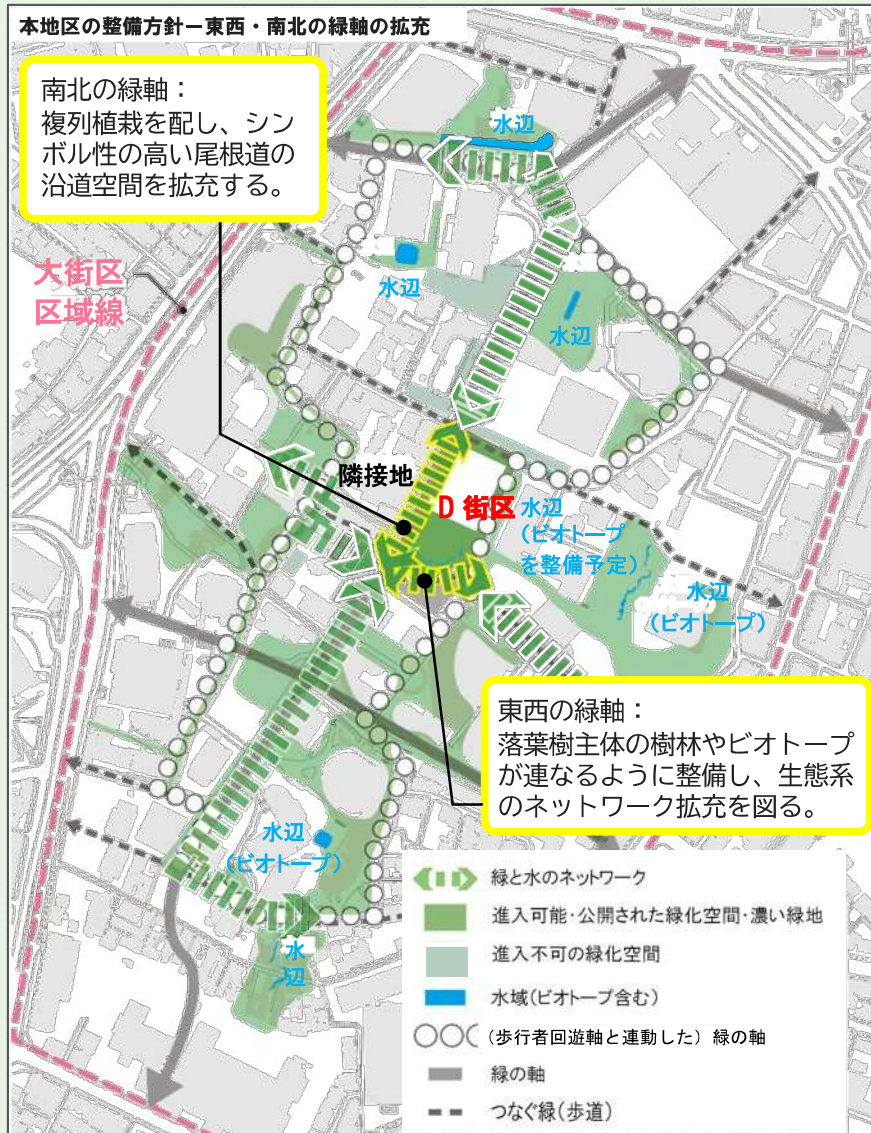 本地区の整備方針ー東西・南北の緑軸の拡充
南北の緑軸：
複列植栽を配し、シン
ボル性の高い尾根道の
沿道空間を拡充する。
水辺
大街区
区域線
水辺
水辺
隣接地
D 街区
水辺
(ビオトープ
を整備予定)
水辺
(ビオトープ)
東西の緑軸：
落葉樹主体の樹林やビオトープ
が連なるように整備し、生態系
のネットワーク拡充を図る。
水辺
(ビオトープ)
水
辺
緑と水のネットワーク
進入可能・公開された緑化空間・濃い緑地
進入不可の緑化空間
水域(ビオトープ含む)
(歩行者回遊軸と連動した) 緑の軸
緑の軸
つなぐ緑(歩道)